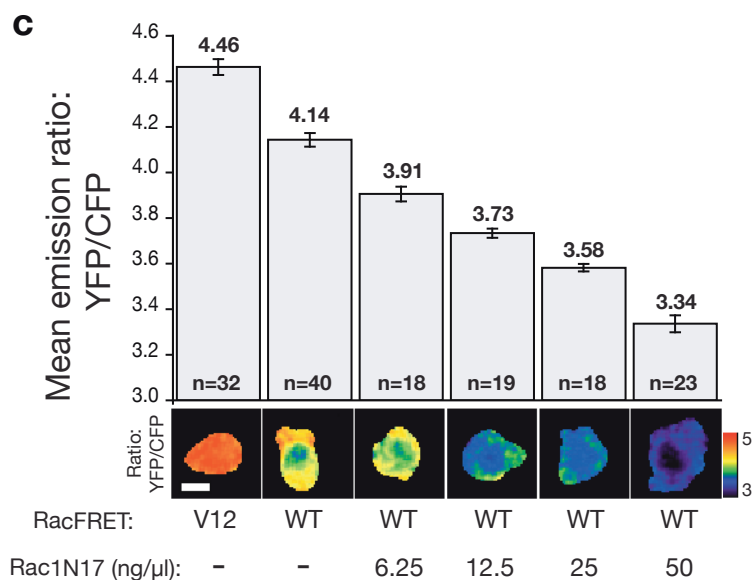 c
Mean emission ratio:
YFP/CFP
4.6
4.4
4.2
4.0
3.8
3.6
3.4
3.2
3.0
4.46
4.14
3.91
3.73
3.58
3.34
n=32 n=40 n=18 n=19 n=18 n=23
Ratio:
YFP/CFP
5
3
RacFRET: V12 WT WT WT WT WT
Rac1N17 (ng/µl): – – 6.25 12.5 25 50